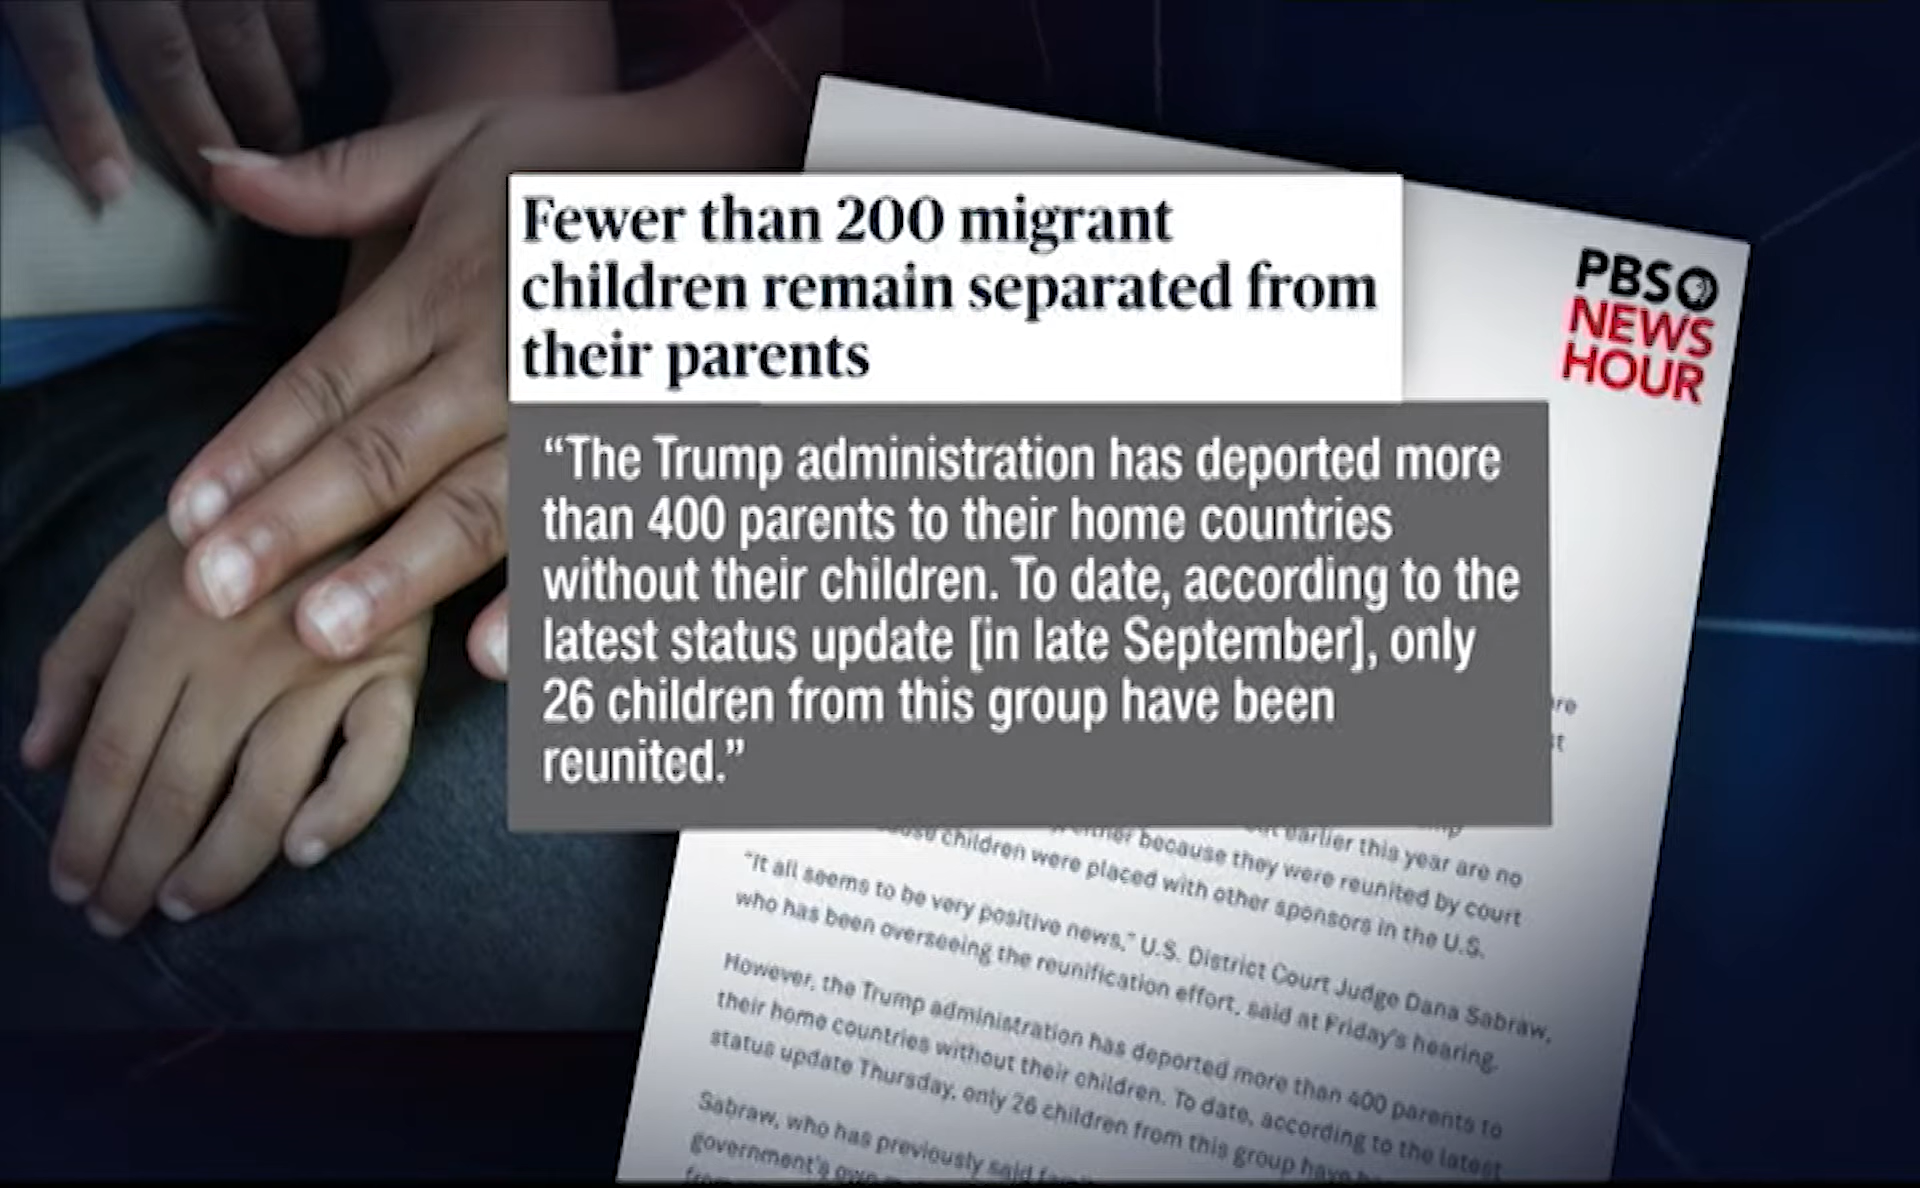 Fewer than 200 migrant
children remain separated from
their parents
PBS
NEWS
HOUR
“The Trump administration has deported more
than 400 parents to their home countries
without their children. To date, according to the
latest status update [in late September], only
26 children from this group have been
reunited.”
earlier this year are no
either because they were reunited by court
children were placed with other sponsors in the U.S.
“It all seems to be very positive news,” U.S. District Court Judge Dana Sabraw,
who has been overseeing the reunification effort, said at Friday’s hearing.
However, the Trump administration has deported more than 400 parents to
their home countries without their children. To date, according to the latest
status update Thursday, only 26 children from this group have
Sabraw, who has previously said
government’s own